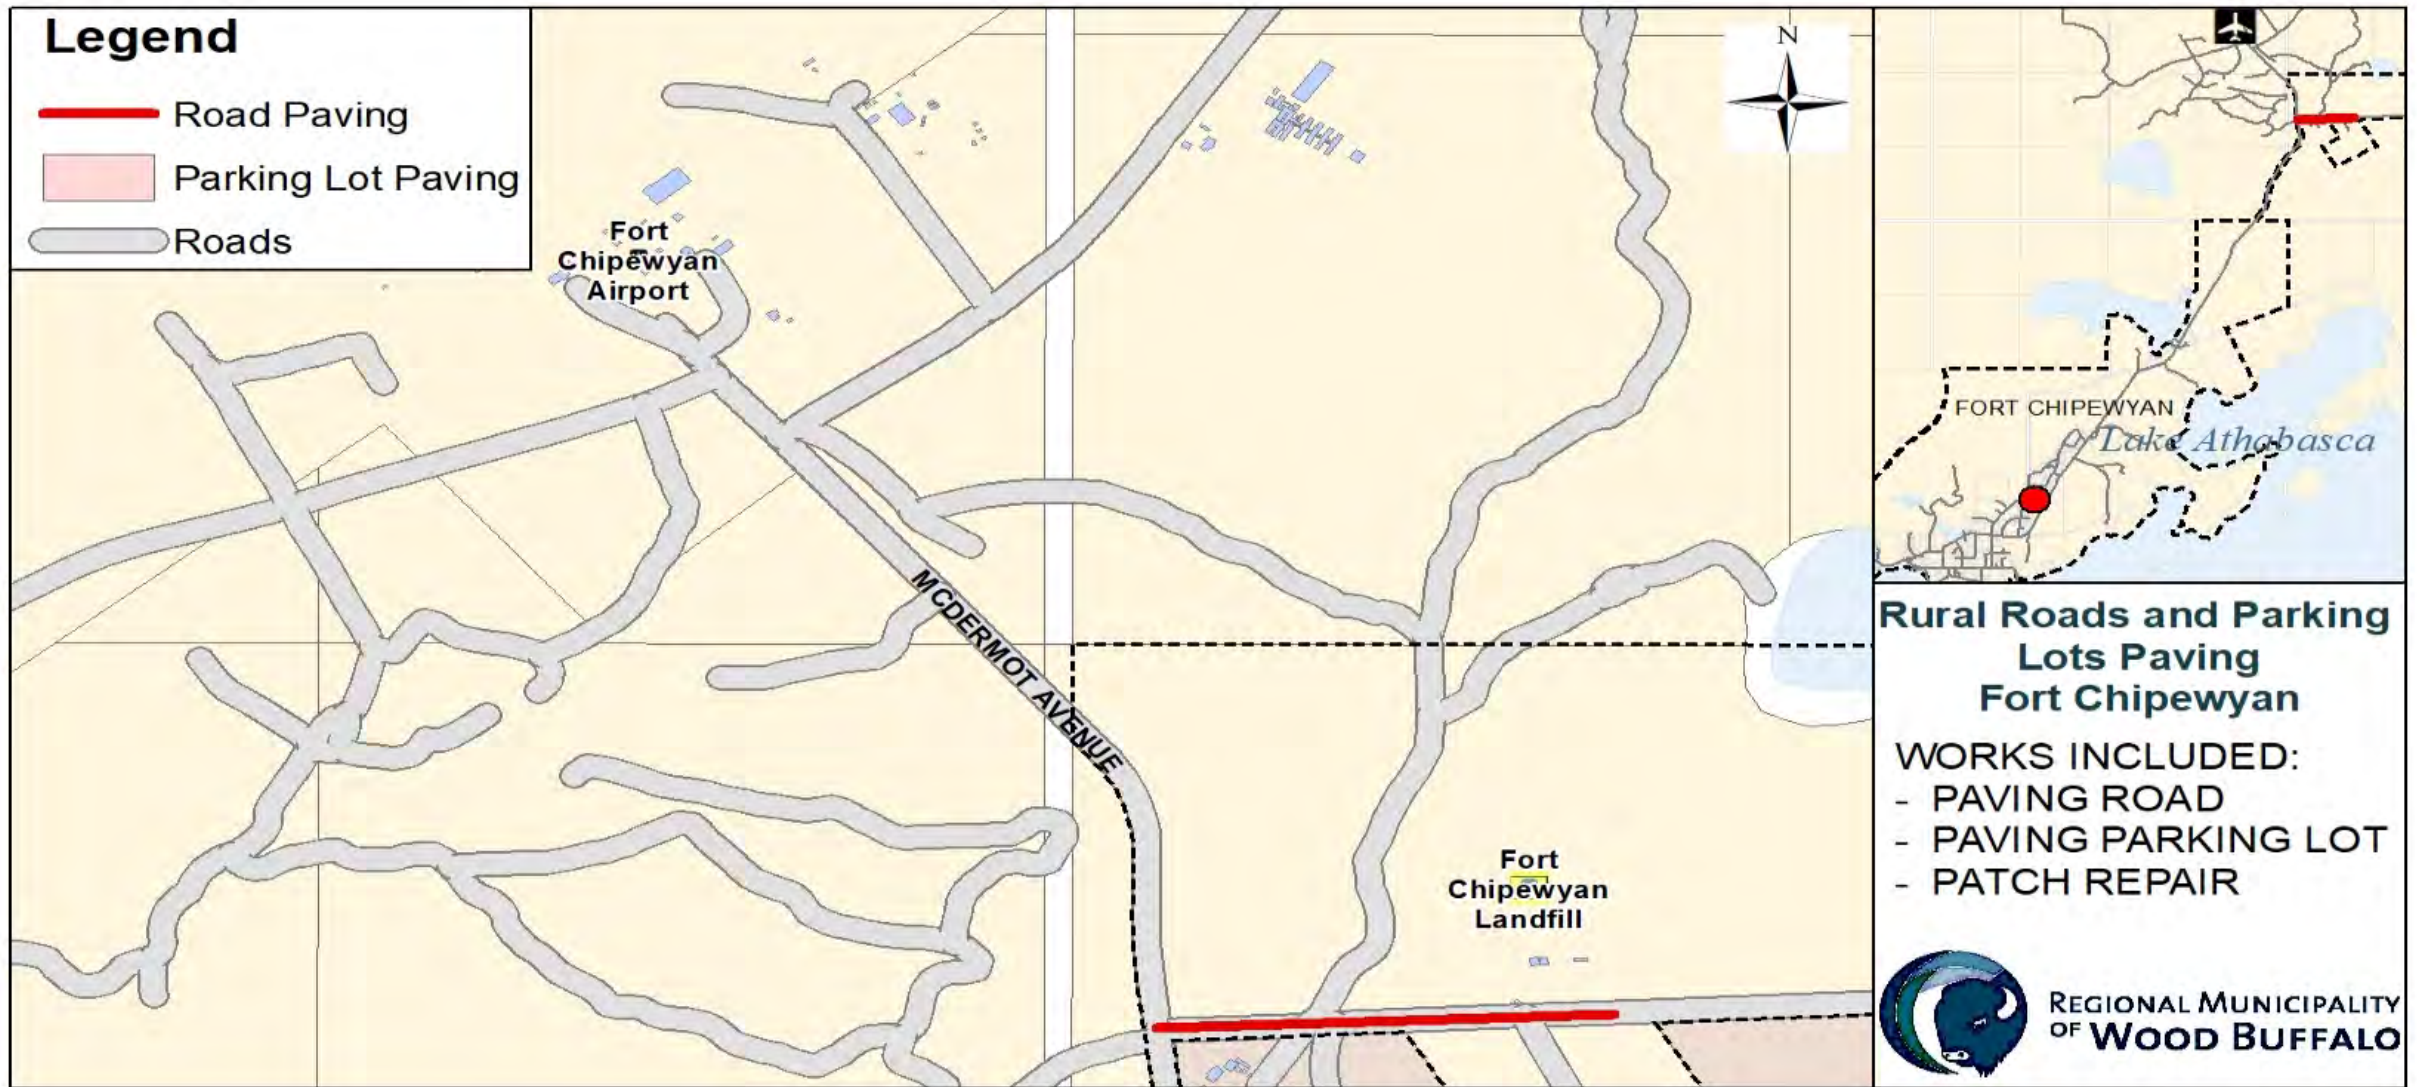 Legend
Road Paving
Parking Lot Paving
Roads
N
Fort
Chipewyan
Airport
MCDERMOT AVENUE
Fort
Chipewyan
Landfill
FORT CHIPEWYAN
Lake Athabasca
Rural Roads and Parking
Lots Paving
Fort Chipewyan
WORKS INCLUDED:
- PAVING ROAD
- PAVING PARKING LOT
- PATCH REPAIR
REGIONAL MUNICIPALITY
OF WOOD BUFFALO